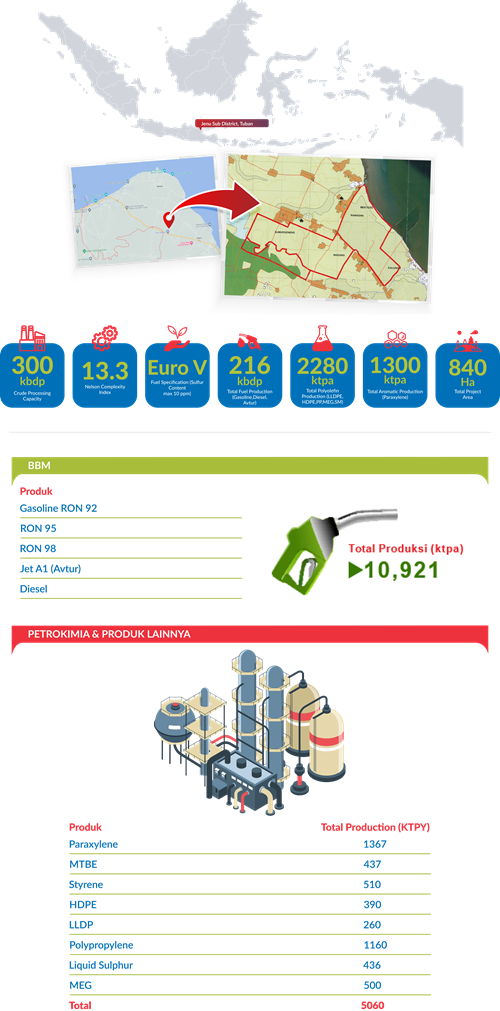 Jenu Sub District, Tuban
300
kbdp
Crude Processing
Capacity
13.3
Nelson Complexity
Index
Euro V
Fuel Specification (Sulfur
Content
max 10 ppm)
216
kbdp
Total Fuel Production
(Gasoline,Diesel,
Avtur)
2280
ktpa
Total Polyolefin
Production (LLDPE,
HDPE,PP,MEG,SM)
1300
ktpa
Total Aromatic Production
(Paraxylene)
840
Ha
Total Project
Area
BBM
Produk
Gasoline RON 92
RON 95
RON 98
Jet A1 (Avtur)
Diesel
Total Produksi (ktpa)
10,921
PETROKIMIA & PRODUK LAINNYA
Produk Total Production (KTPY)
Paraxylene 1367
MTBE 437
Styrene 510
HDPE 390
LLDP 260
Polypropylene 1160
Liquid Sulphur 436
MEG 500
Total 5060